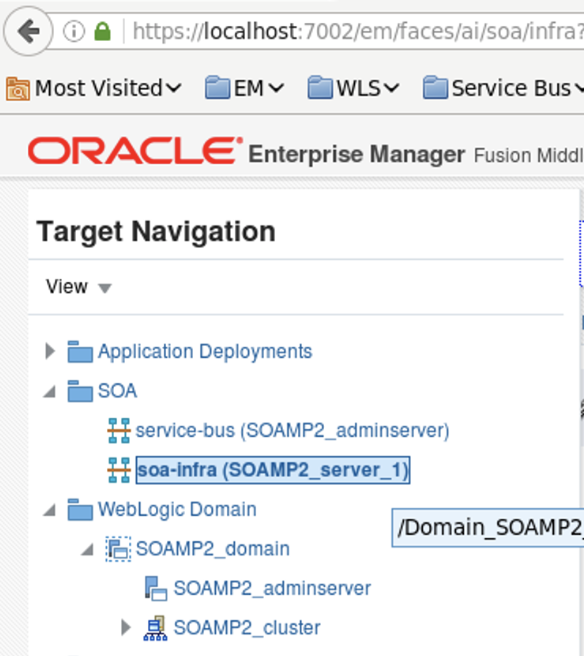 https://localhost:7002/em/faces/ai/soa/infra?
Most Visited EM WLS Service Bus
ORACLE Enterprise Manager Fusion Middl
Target Navigation
View
Application Deployments
SOA
service-bus (SOAMP2_adminserver)
soa-infra (SOAMP2_server_1)
WebLogic Domain
/Domain_SOAMP2_
SOAMP2_domain
SOAMP2_adminserver
SOAMP2_cluster